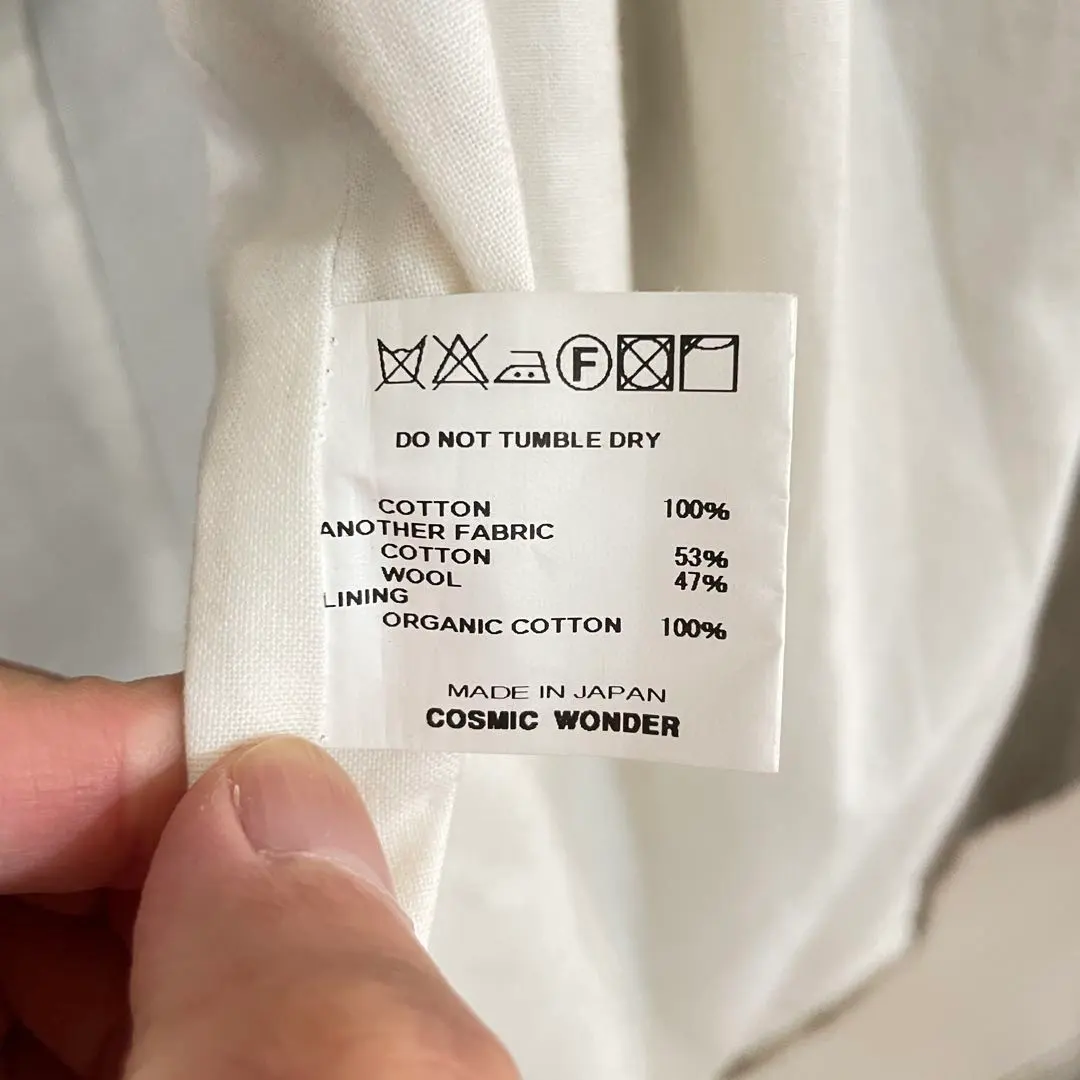 F
DO NOT TUMBLE DRY
COTTON 100%
ANOTHER FABRIC
COTTON 53%
WOOL 47%
LINING
ORGANIC COTTON 100%
MADE IN JAPAN
COSMIC WONDER